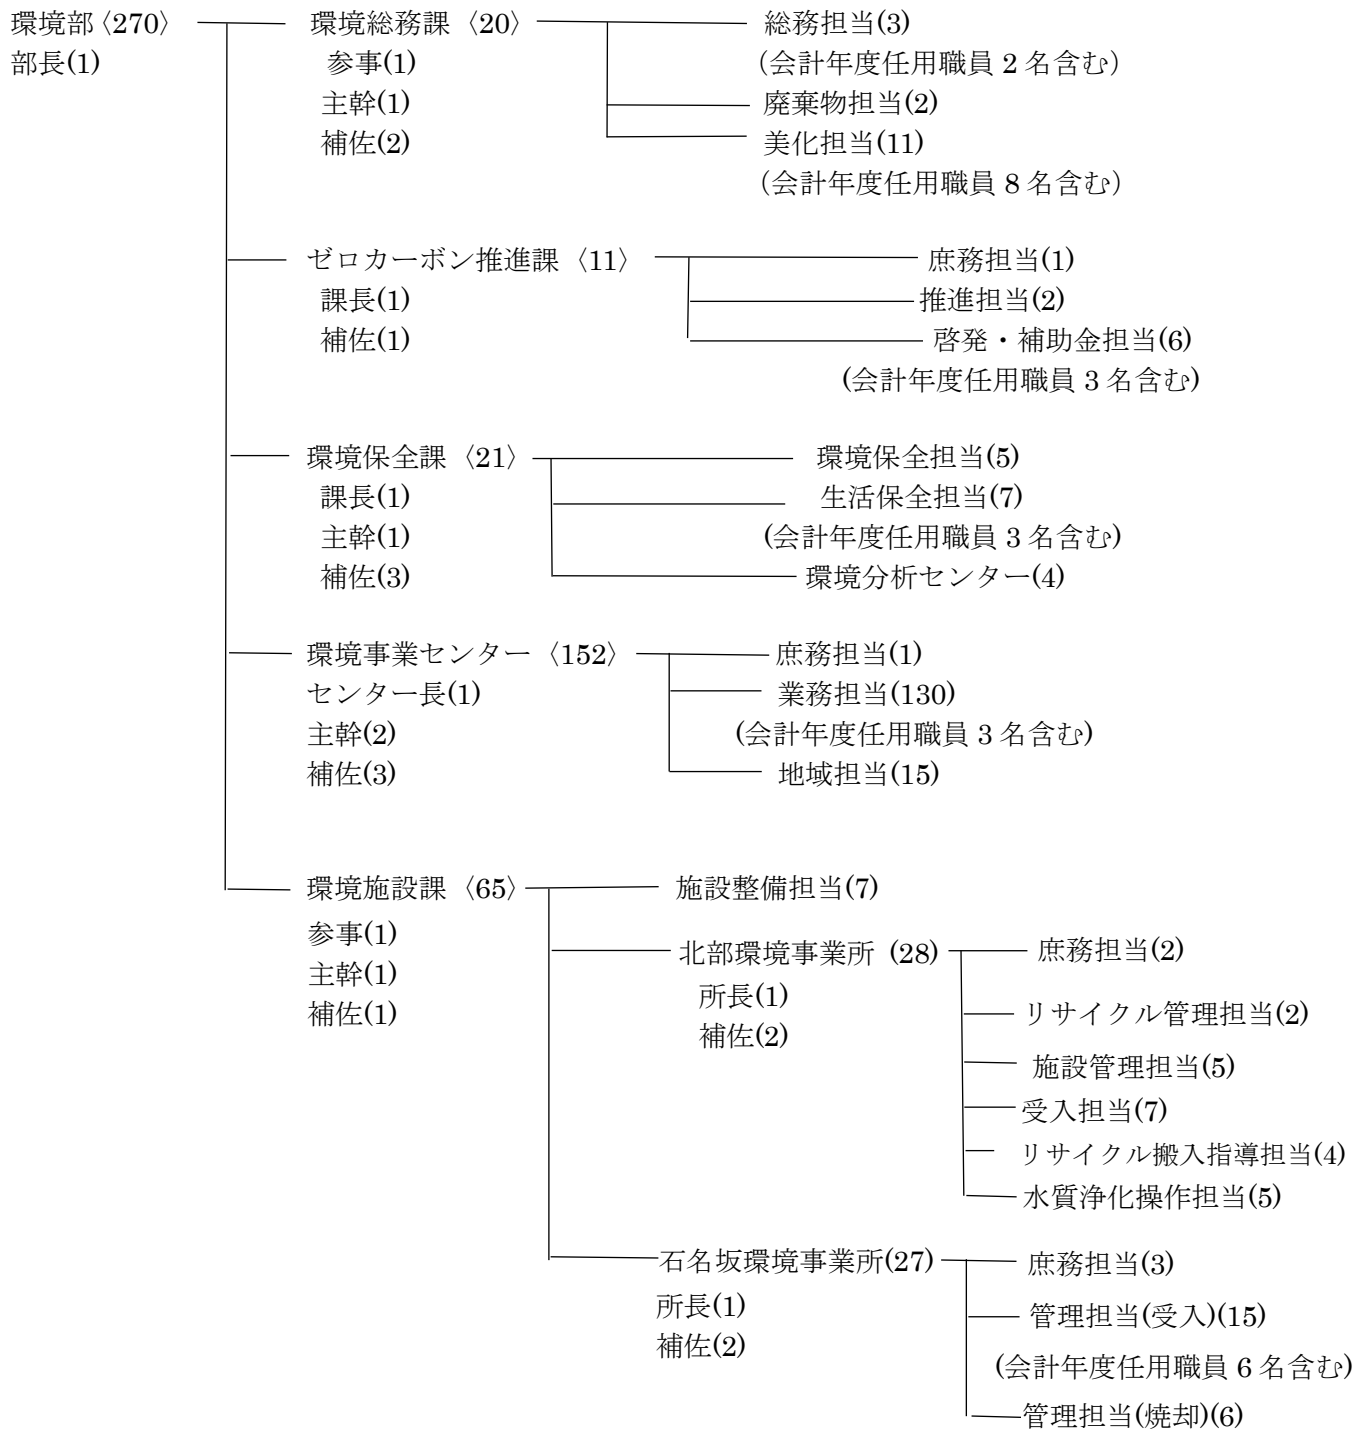 環境部〈270〉
部長(1)
環境総務課〈20〉
参事(1)
主幹(1)
補佐(2)
総務担当(3)
(会計年度任用職員 2 名含む)
廃棄物担当(2)
美化担当(11)
(会計年度任用職員 8 名含む)
ゼロカーボン推進課〈11〉
課長(1)
補佐(1)
庶務担当(1)
推進担当(2)
啓発・補助金担当(6)
(会計年度任用職員 3 名含む)
環境保全課〈21〉
課長(1)
主幹(1)
補佐(3)
環境保全担当(5)
生活保全担当(7)
(会計年度任用職員 3 名含む)
環境分析センター(4)
環境事業センター〈152〉
センター長(1)
主幹(2)
補佐(3)
庶務担当(1)
業務担当(130)
(会計年度任用職員 3 名含む)
地域担当(15)
環境施設課〈65〉
参事(1)
主幹(1)
補佐(1)
施設整備担当(7)
北部環境事業所 (28)
所長(1)
補佐(2)
庶務担当(2)
リサイクル管理担当(2)
施設管理担当(5)
受入担当(7)
リサイクル搬入指導担当(4)
水質浄化操作担当(5)
石名坂環境事業所(27)
所長(1)
補佐(2)
庶務担当(3)
管理担当(受入)(15)
(会計年度任用職員 6 名含む)
管理担当(焼却)(6)